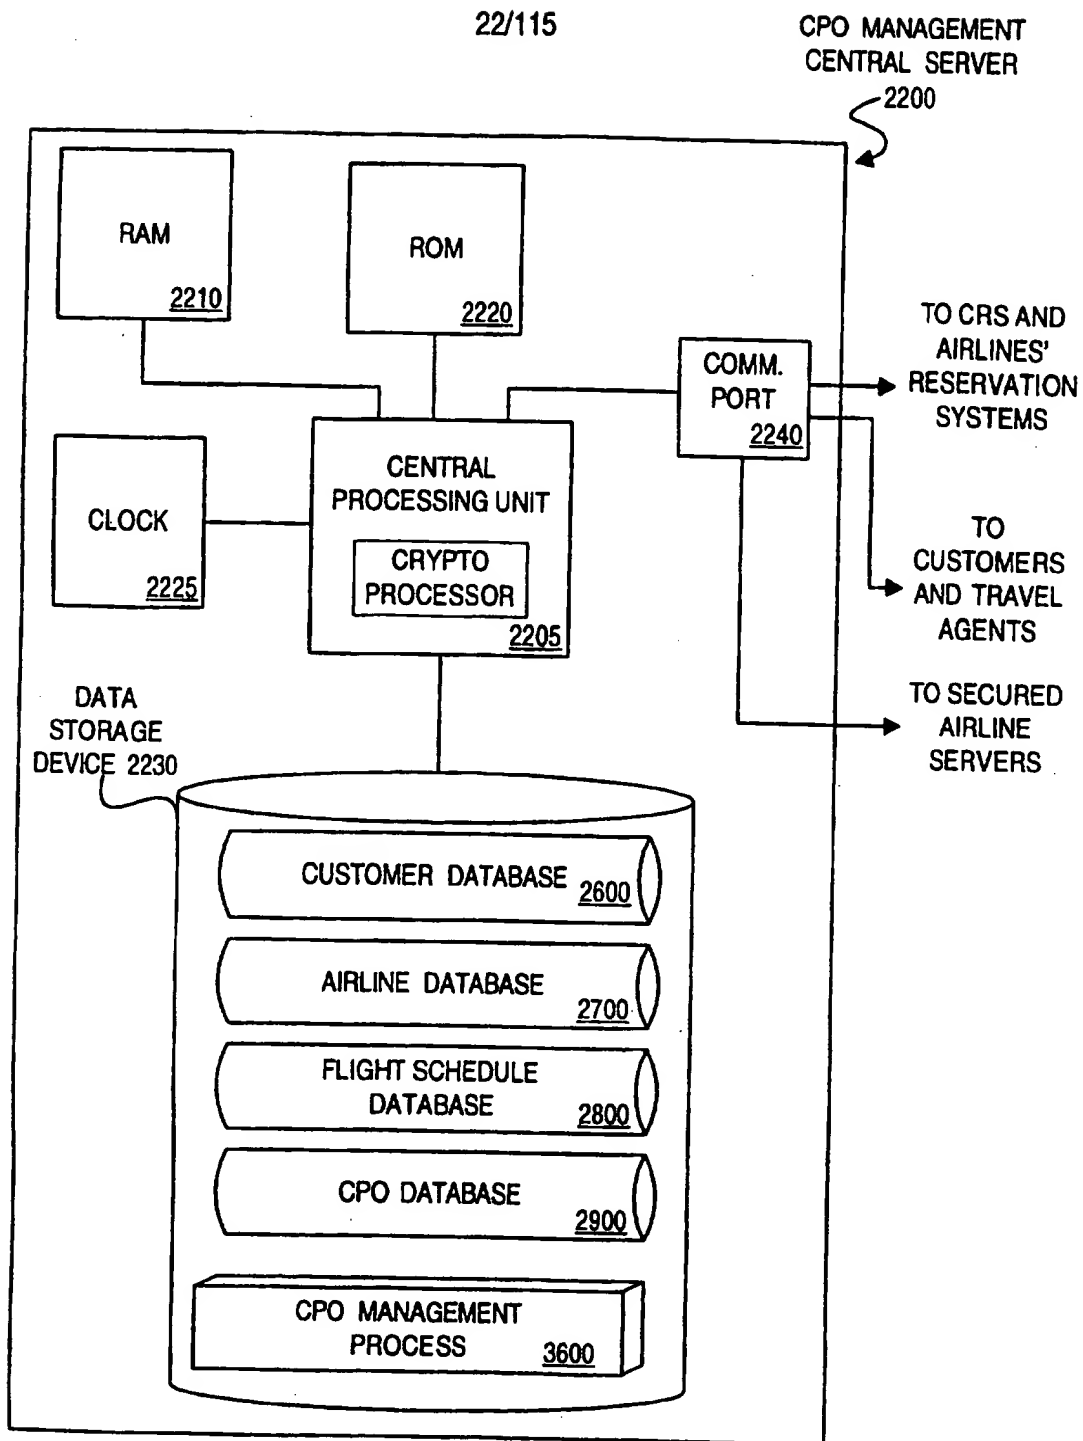 22/115
CPO MANAGEMENT
CENTRAL SERVER
2200
RAM
2210
ROM
2220
COMM.
PORT
2240
TO CRS AND
AIRLINES'
RESERVATION
SYSTEMS
CLOCK
2225
CENTRAL
PROCESSING UNIT
CRYPTO
PROCESSOR
2205
TO
CUSTOMERS
AND TRAVEL
AGENTS
TO SECURED
AIRLINE
SERVERS
DATA
STORAGE
DEVICE 2230
CUSTOMER DATABASE
2600
AIRLINE DATABASE
2700
FLIGHT SCHEDULE
DATABASE
2800
CPO DATABASE
2900
CPO MANAGEMENT
PROCESS
3600